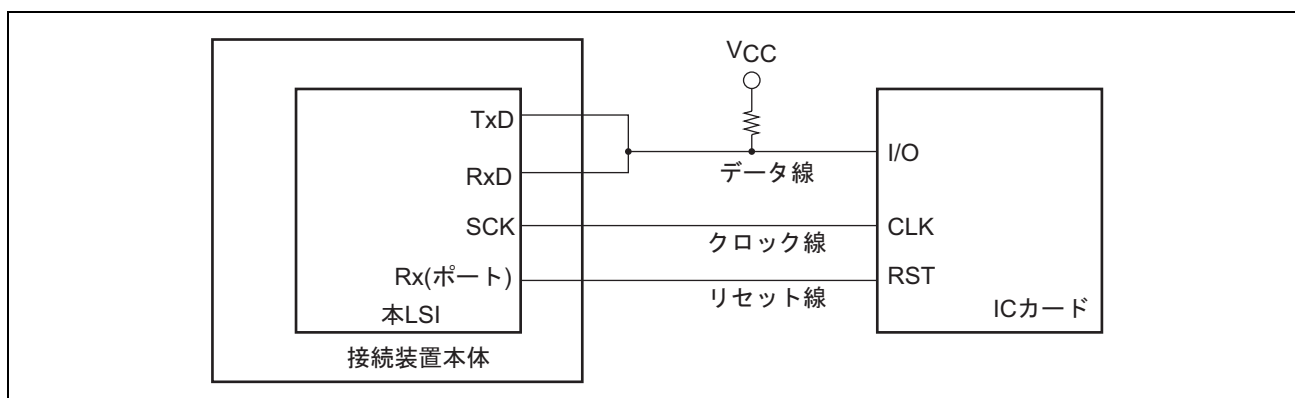 VCC
TxD
RxD
SCK
Rx(ポート)
本LSI
接続装置本体
データ線
クロック線
リセット線
I/O
CLK
RST
ICカード